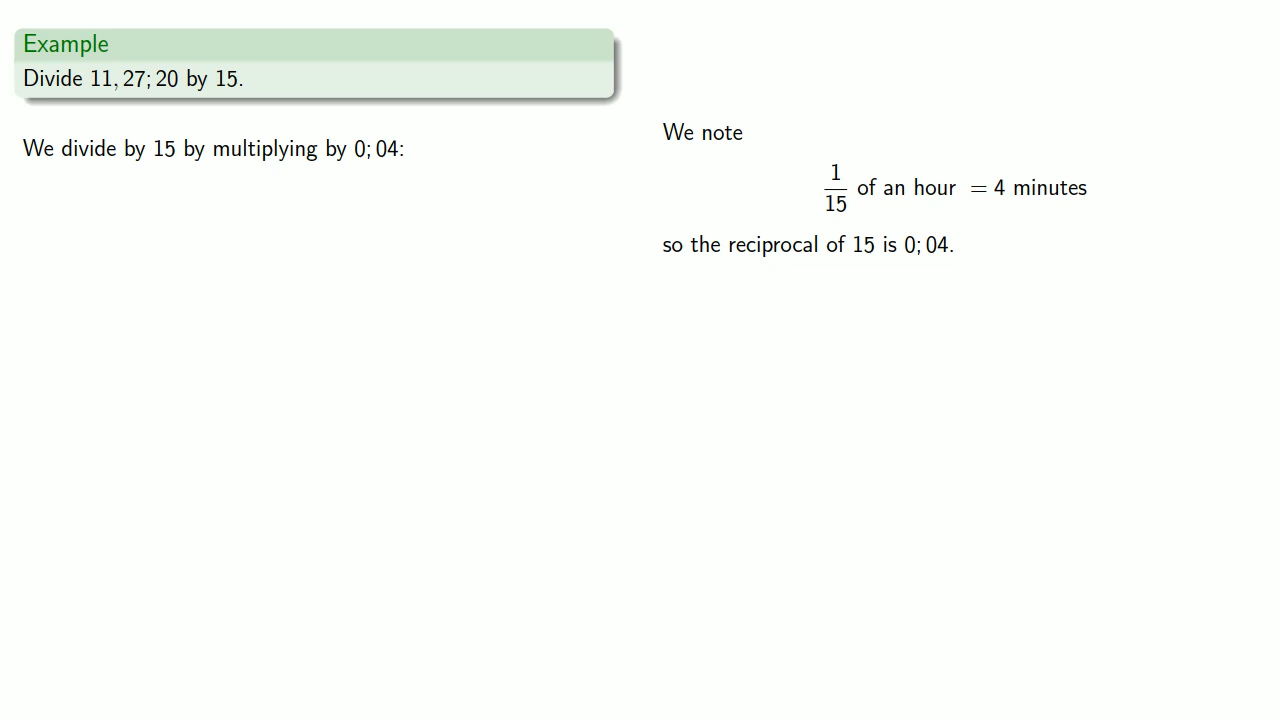 Example
Divide 11, 27; 20 by 15.
We divide by 15 by multiplying by 0; 04:
We note
1/15 of an hour = 4 minutes
so the reciprocal of 15 is 0; 04.